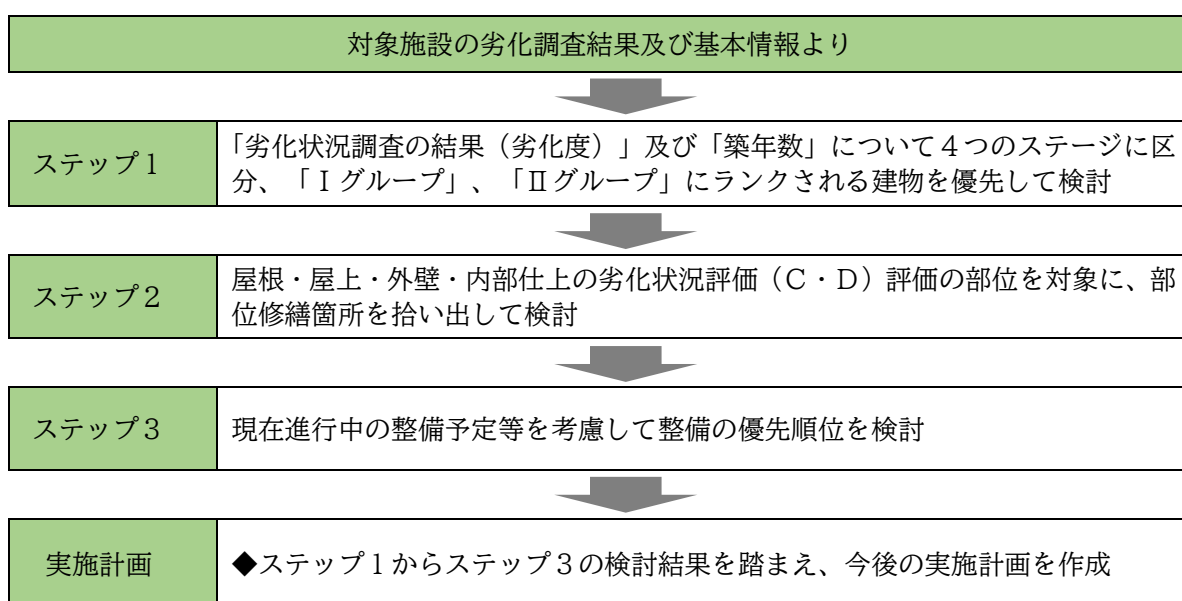 対象施設の劣化調査結果及び基本情報より
ステップ1
「劣化状況調査の結果（劣化度）」及び「築年数」について４つのステージに区
分、「Ⅰグループ」、「Ⅱグループ」にランクされる建物を優先して検討
ステップ２
屋根・屋上・外壁・内部仕上の劣化状況評価（Ｃ・Ｄ）評価の部位を対象に、部
位修繕箇所を拾い出して検討
ステップ３
現在進行中の整備予定等を考慮して整備の優先順位を検討
実施計画
◆ステップ１からステップ３の検討結果を踏まえ、今後の実施計画を作成